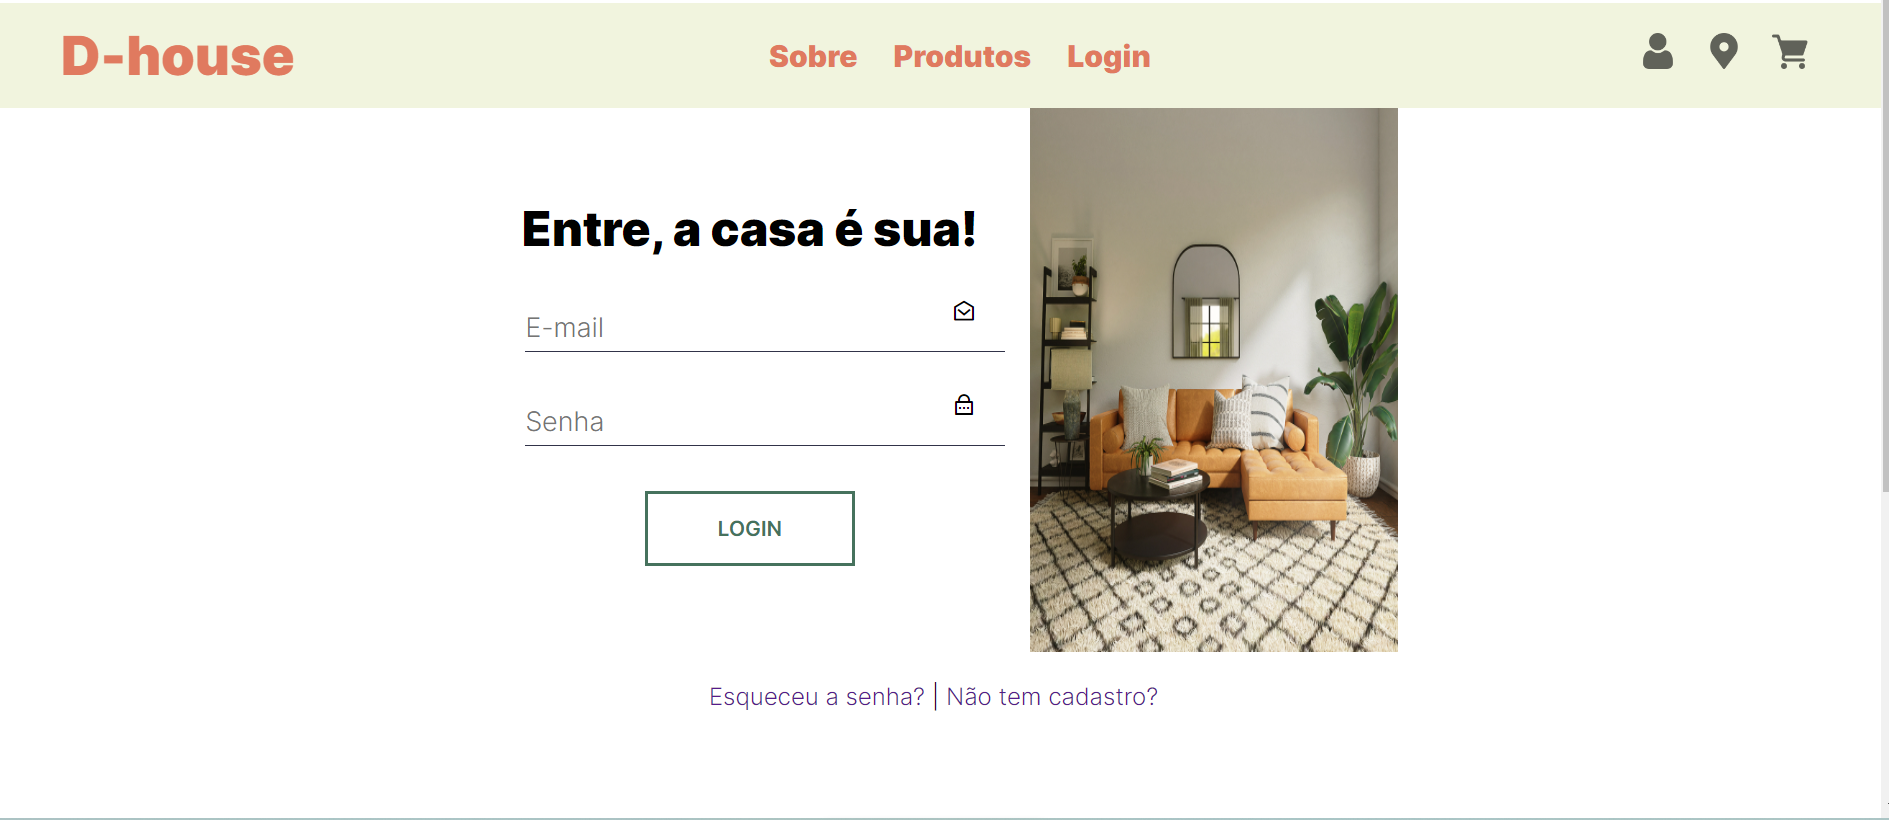 D-house
Sobre Produtos Login
Entre, a casa é sua!
E-mail
Senha
LOGIN
Esqueceu a senha? | Não tem cadastro?